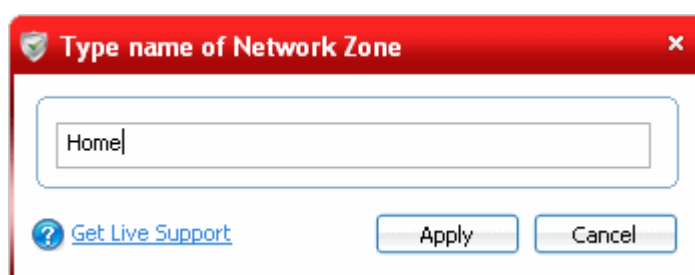 Type name of Network Zone
Home
Get Live Support
Apply
Cancel